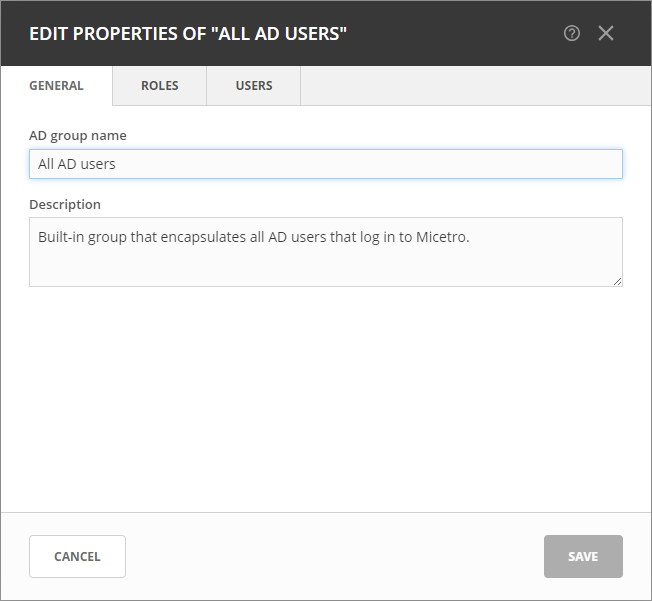 EDIT PROPERTIES OF "ALL AD USERS"
GENERAL ROLES USERS
AD group name
All AD users
Description
Built-in group that encapsulates all AD users that log in to Micetro.
CANCEL SAVE